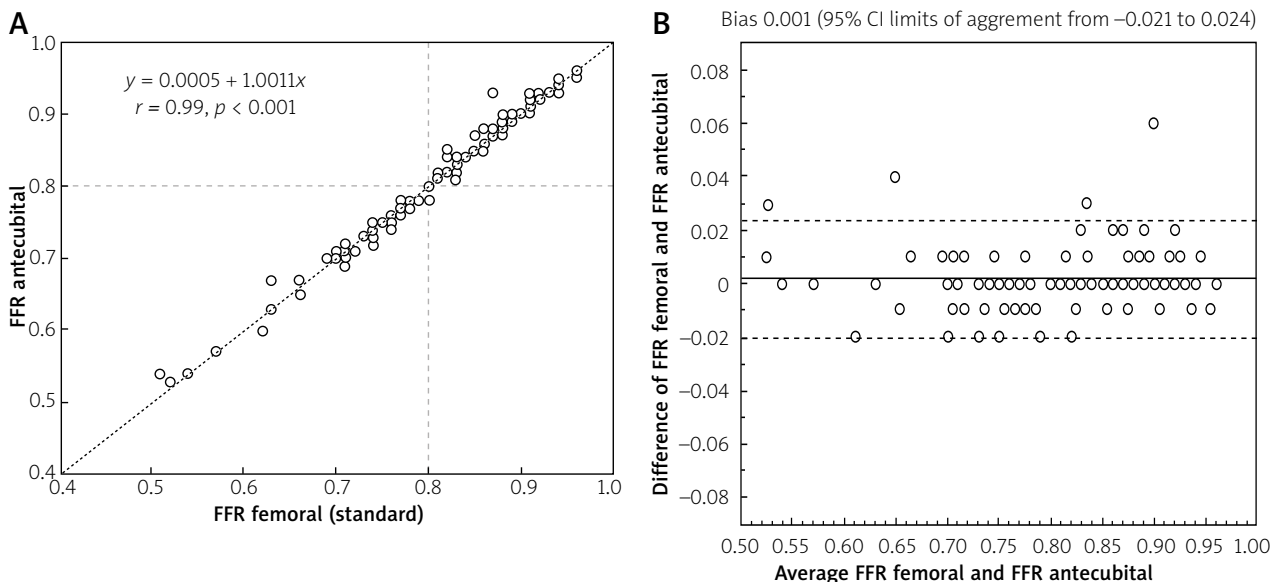 A
y = 0.0005 + 1.0011x
r = 0.99, p < 0.001
1.0
0.9
0.8
0.7
0.6
0.5
0.4
FFR antecubital
0.4 0.5 0.6 0.7 0.8 0.9 1.0
FFR femoral (standard)
B
Bias 0.001 (95% CI limits of aggrement from –0.021 to 0.024)
0.08
0.06
0.04
0.02
0
–0.02
–0.04
–0.06
–0.08
Difference of FFR femoral and FFR antecubital
0.50 0.55 0.60 0.65 0.70 0.75 0.80 0.85 0.90 0.95 1.00
Average FFR femoral and FFR antecubital